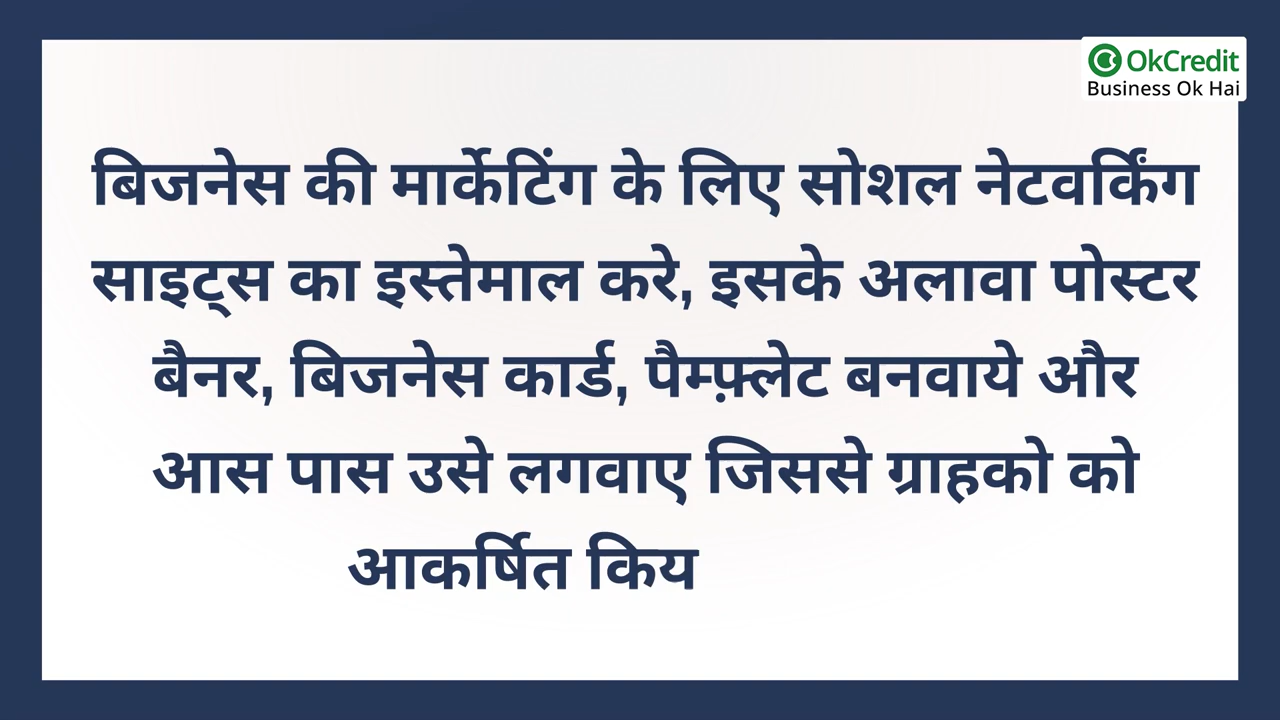 OkCredit
Business Ok Hai
बिजनेस की मार्केटिंग के लिए सोशल नेटवर्किंग
साइट्स का इस्तेमाल करे, इसके अलावा पोस्टर
बैनर, बिजनेस कार्ड, पैम्फ़्लेट बनवाये और
आस पास उसे लगवाए जिससे ग्राहको को
आकर्षित किय